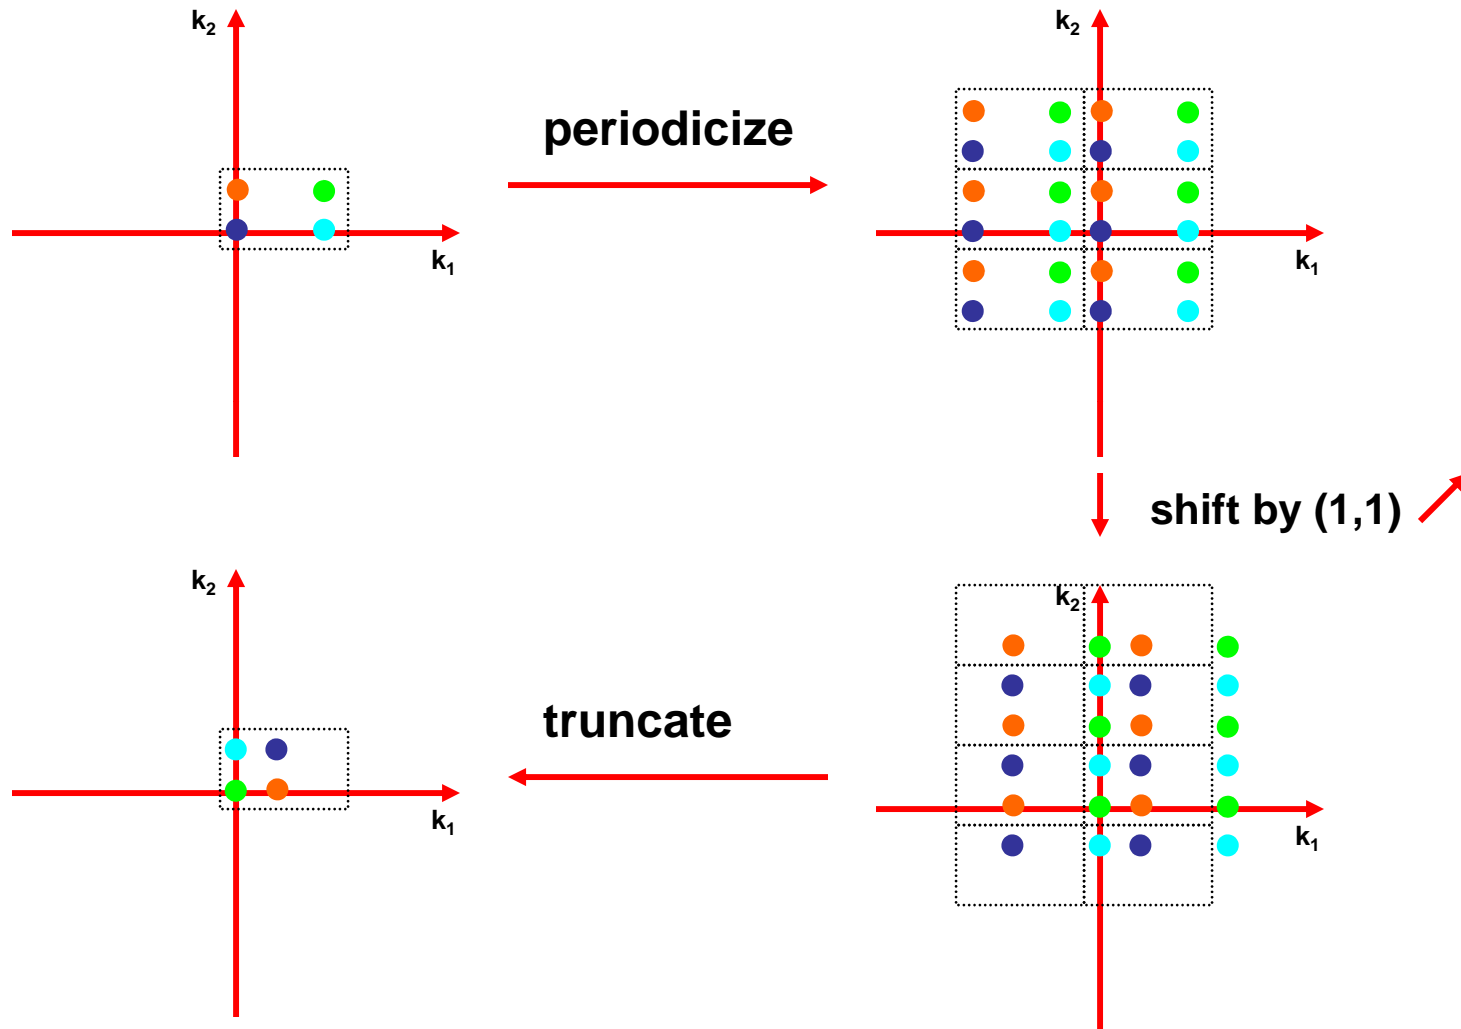 k₂
k₂
periodicize
k₁
k₁
shift by (1,1)
k₂
k₂
truncate
k₁
k₁